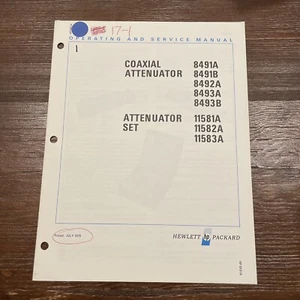 17-1
OPERATING AND SERVICE MANUAL
COAXIAL 8491A
ATTENUATOR 8491B
8492A
8493A
8493B
ATTENUATOR 11581A
SET 11582A
11583A
HEWLETT hp PACKARD